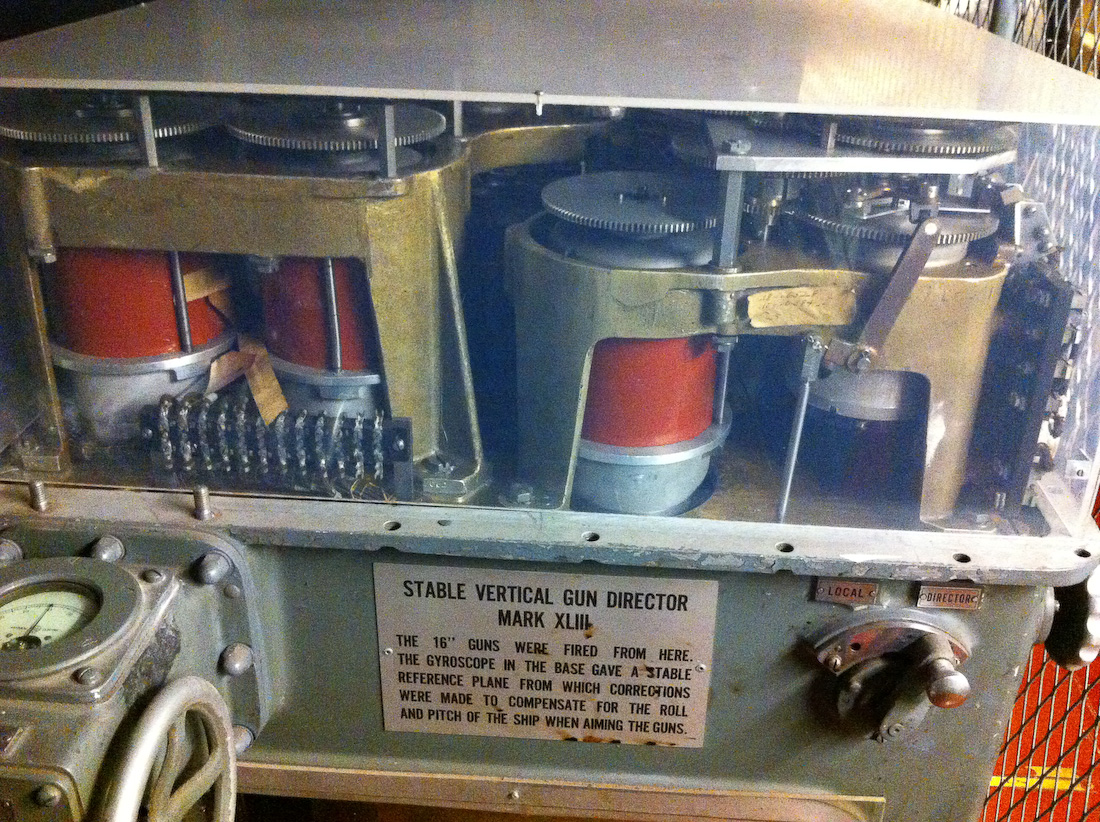 STABLE VERTICAL GUN DIRECTOR
MARK XLIII
THE 16" GUNS WERE FIRED FROM HERE.
THE GYROSCOPE IN THE BASE GAVE A STABLE
REFERENCE PLANE FROM WHICH CORRECTIONS
WERE MADE TO COMPENSATE FOR THE ROLL
AND PITCH OF THE SHIP WHEN AIMING THE GUNS.
LOCAL
DIRECTOR